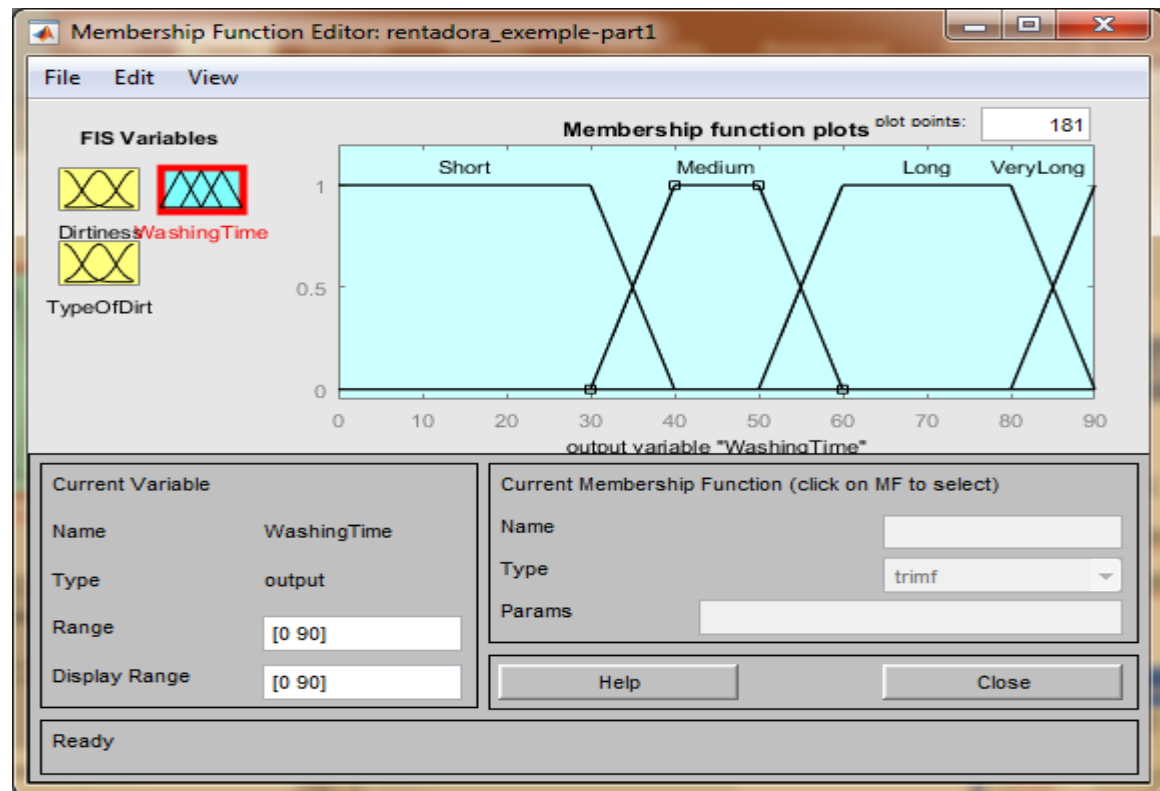 Membership Function Editor: rentadora_exemple-part1
File Edit View
FIS Variables
Dirtiness
WashingTime
TypeOfDirt
Membership function plots
plot points:
181
Short Medium Long VeryLong
1
0.5
0
0 10 20 30 40 50 60 70 80 90
output variable "WashingTime"
Current Variable
Name WashingTime
Type output
Range [0 90]
Display Range [0 90]
Current Membership Function (click on MF to select)
Name
Type trimf
Params
Help Close
Ready